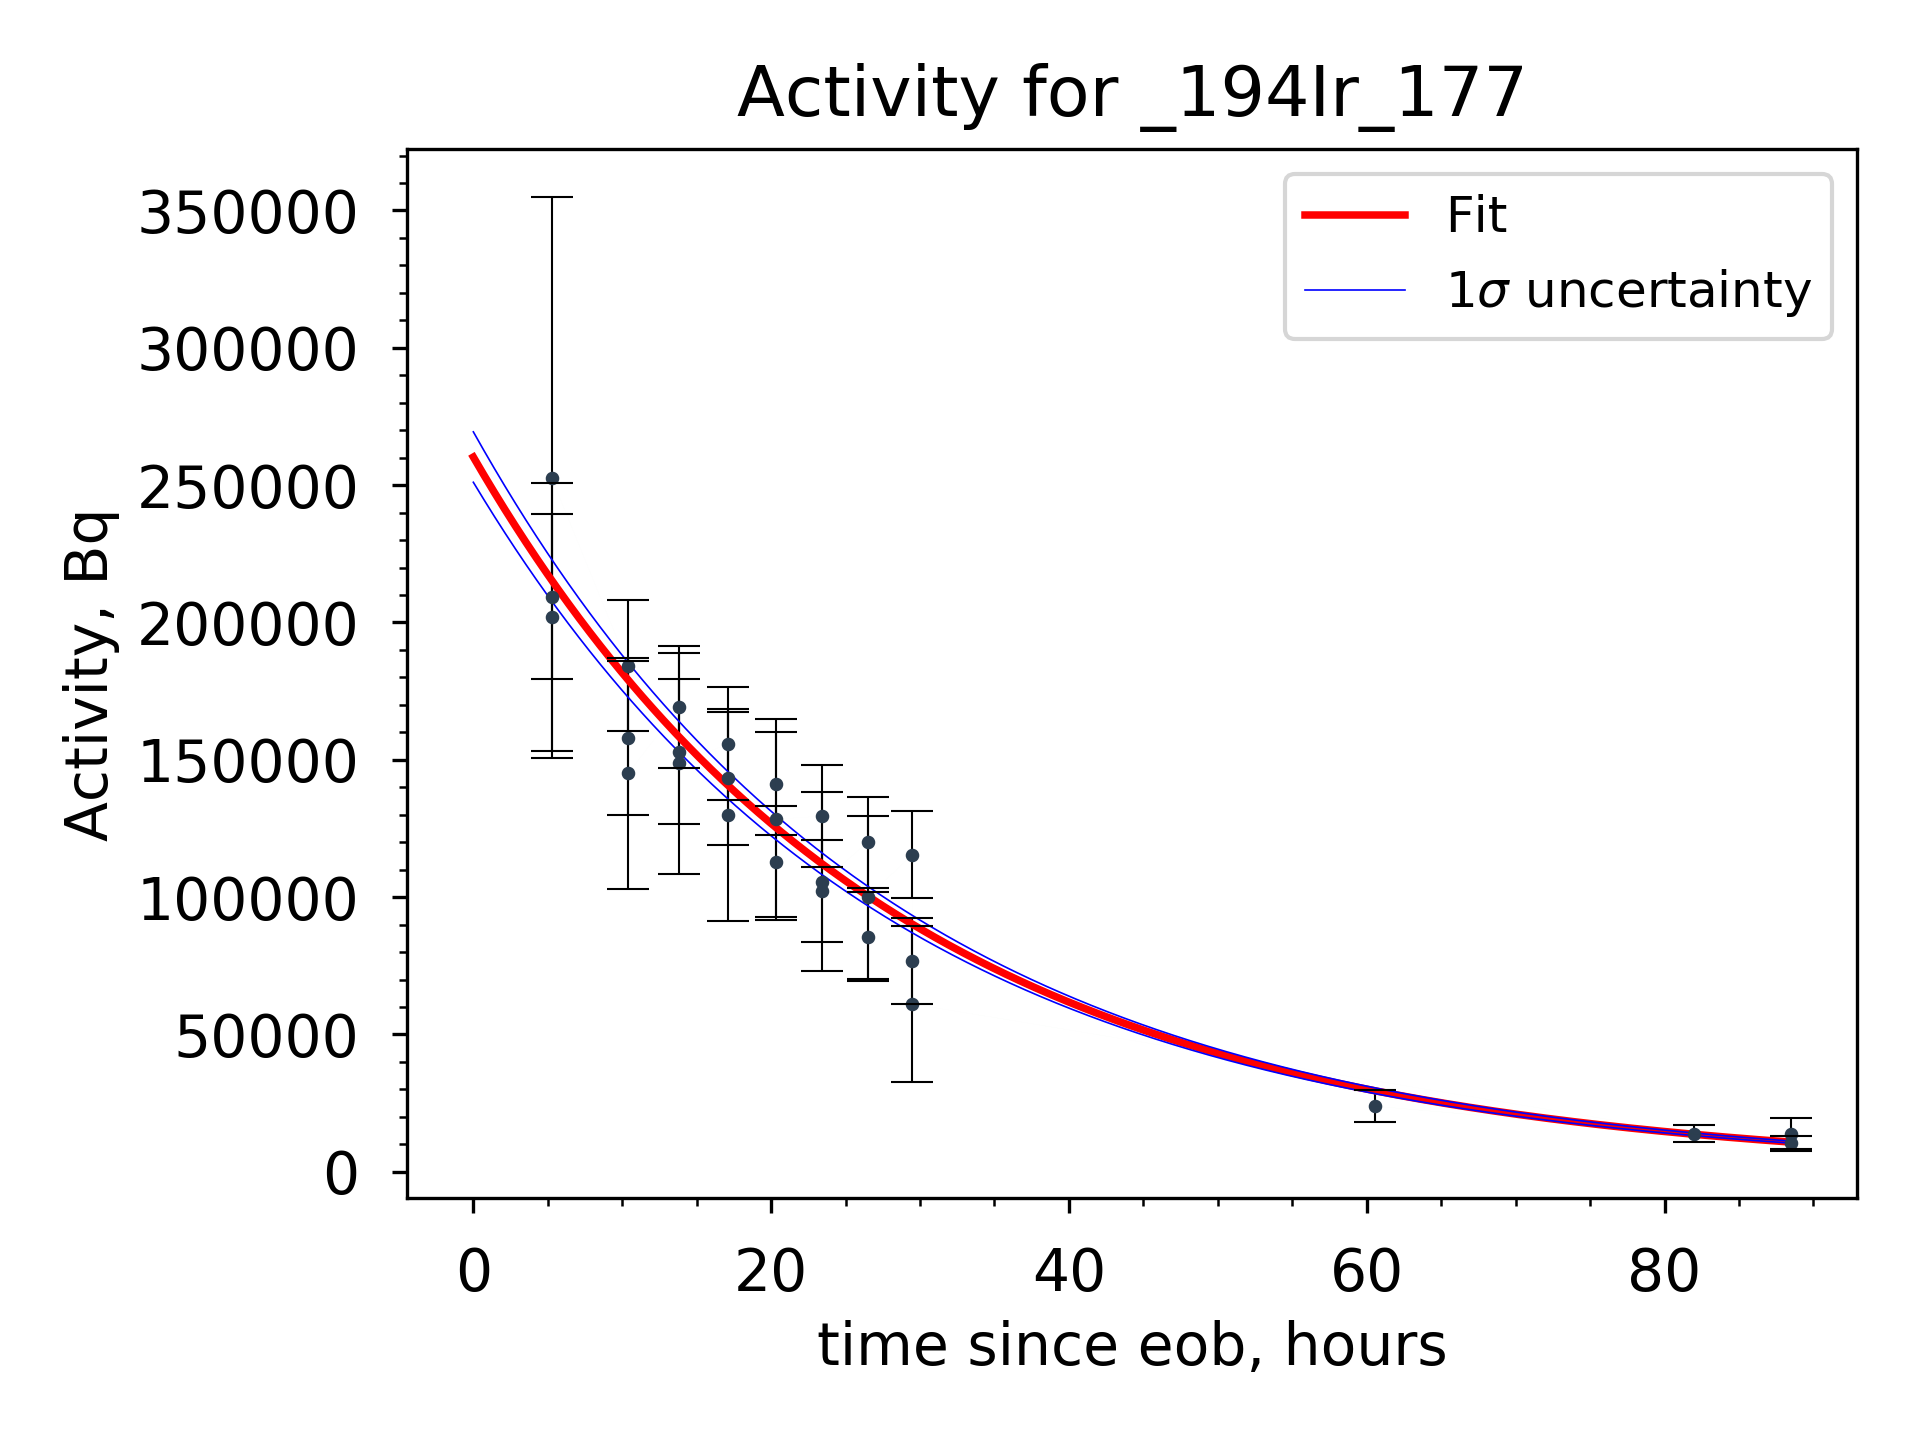 Activity for _194Ir_177
Fit
1σ uncertainty
Activity, Bq
350000
300000
250000
200000
150000
100000
50000
0
0 20 40 60 80
time since eob, hours